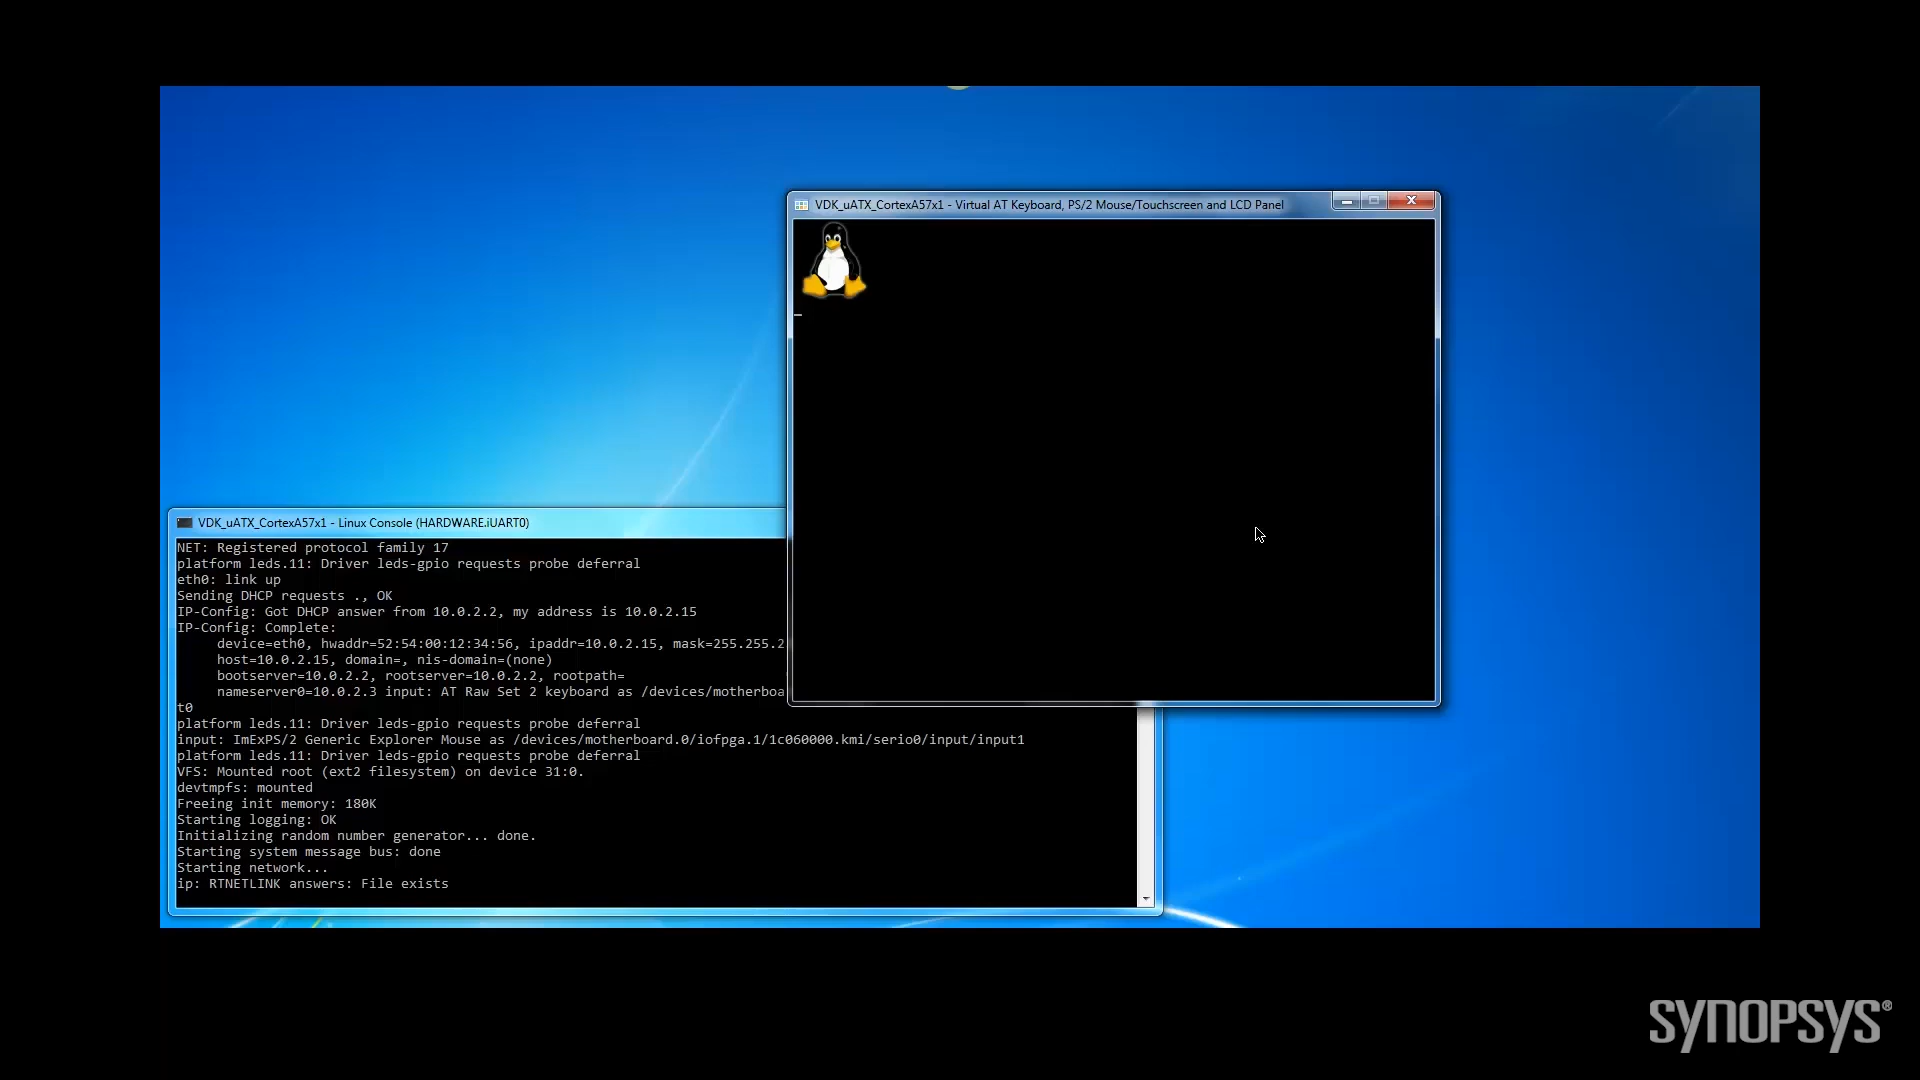 VDK_uATX_CortexA57x1 - Virtual AT Keyboard, PS/2 Mouse/Touchscreen and LCD Panel
VDK_uATX_CortexA57x1 - Linux Console (HARDWARE.iUART0)
NET: Registered protocol family 17
platform leds.11: Driver leds-gpio requests probe deferral
eth0: link up
Sending DHCP requests ., OK
IP-Config: Got DHCP answer from 10.0.2.2, my address is 10.0.2.15
IP-Config: Complete:
device=eth0, hwaddr=52:54:00:12:34:56, ipaddr=10.0.2.15, mask=255.255.2
host=10.0.2.15, domain=, nis-domain=(none)
bootserver=10.0.2.2, rootserver=10.0.2.2, rootpath=
nameserver0=10.0.2.3 input: AT Raw Set 2 keyboard as /devices/motherboa
t0
platform leds.11: Driver leds-gpio requests probe deferral
input: ImExPS/2 Generic Explorer Mouse as /devices/motherboard.0/iofpga.1/1c060000.kmi/serio0/input/input1
platform leds.11: Driver leds-gpio requests probe deferral
VFS: Mounted root (ext2 filesystem) on device 31:0.
devtmpfs: mounted
Freeing init memory: 180K
Starting logging: OK
Initializing random number generator... done.
Starting system message bus: done
Starting network...
ip: RTNETLINK answers: File exists
SYNOPSYS®